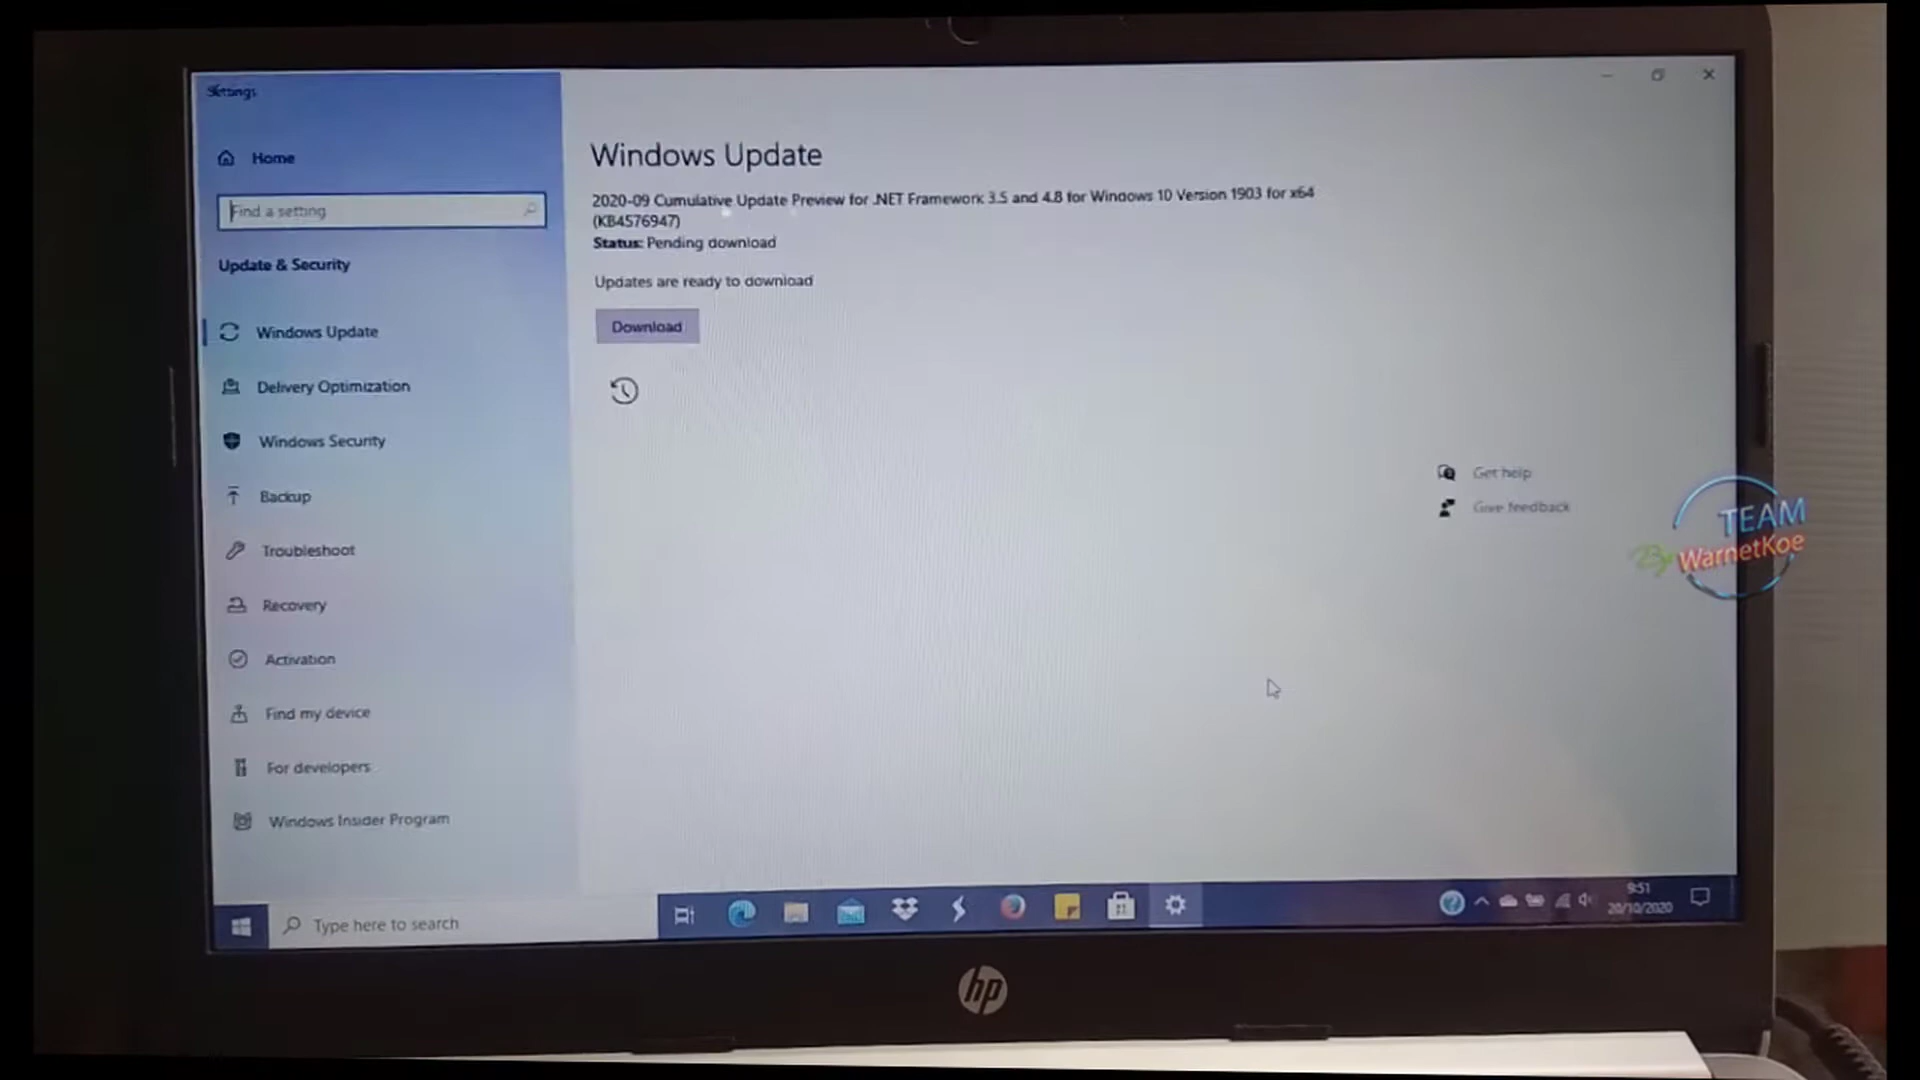 Settings
Home
Find a setting
Update & Security
Windows Update
Delivery Optimization
Windows Security
Backup
Troubleshoot
Recovery
Activation
Find my device
For developers
Windows Insider Program
Windows Update
2020-09 Cumulative Update Preview for .NET Framework 3.5 and 4.8 for Windows 10 Version 1903 for x64
(KB4576947)
Status: Pending download
Updates are ready to download
Download
Get help
Give feedback
TEAM
By WarnetKoe
Type here to search
9:51
20/10/2020
hp